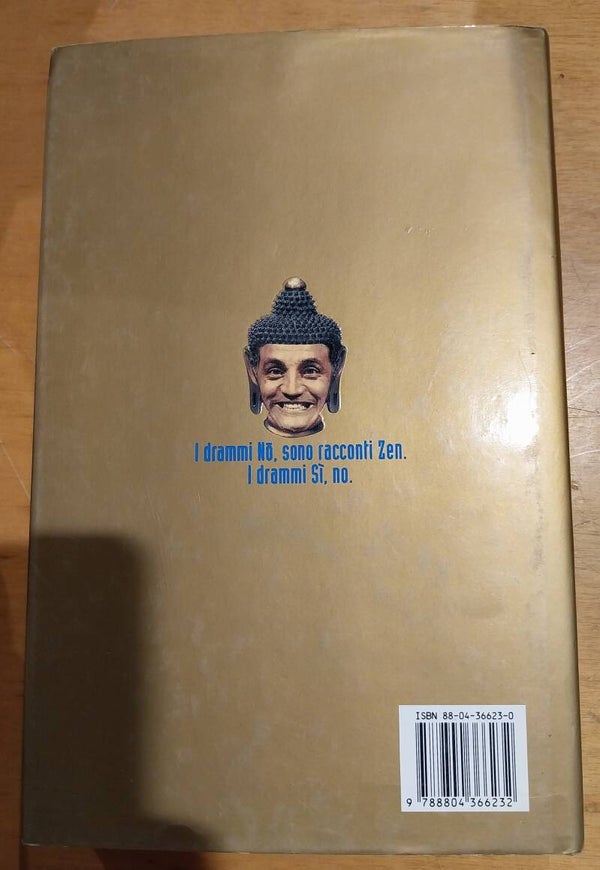 I drammi Nō, sono racconti Zen.
I drammi Sì, no.
ISBN 88-04-36623-0
9 788804 366232